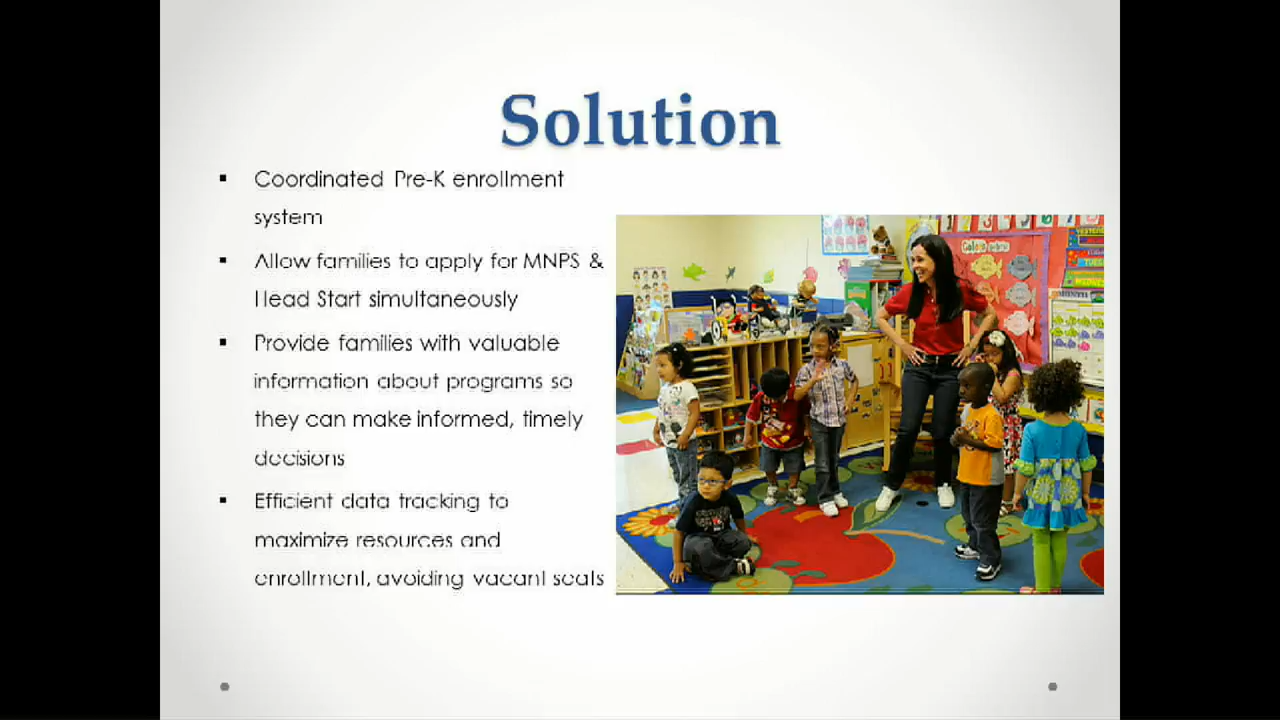 Solution
▪ Coordinated Pre-K enrollment
system
▪ Allow families to apply for MNPS &
Head Start simultaneously
▪ Provide families with valuable
information about programs so
they can make informed, timely
decisions
▪ Efficient data tracking to
maximize resources and
enrollment, avoiding vacant seats
Colors